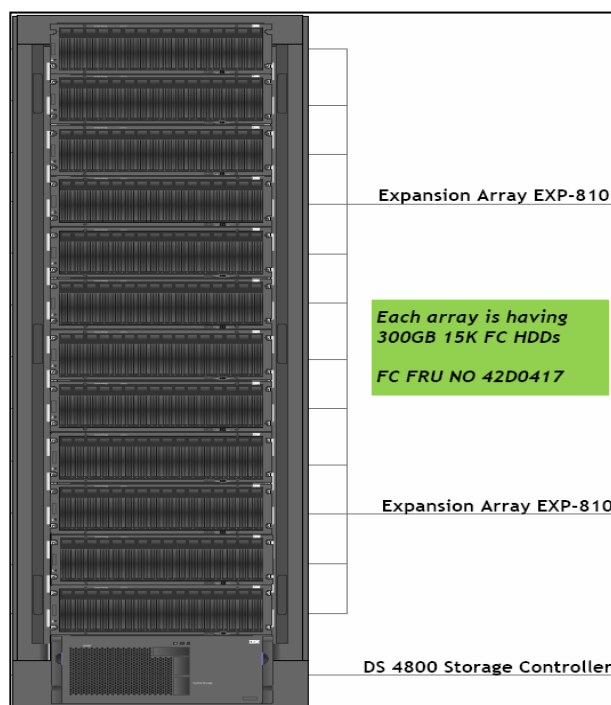 Expansion Array EXP-810
Each array is having
300GB 15K FC HDDs
FC FRU NO 42D0417
Expansion Array EXP-810
DS 4800 Storage Controller